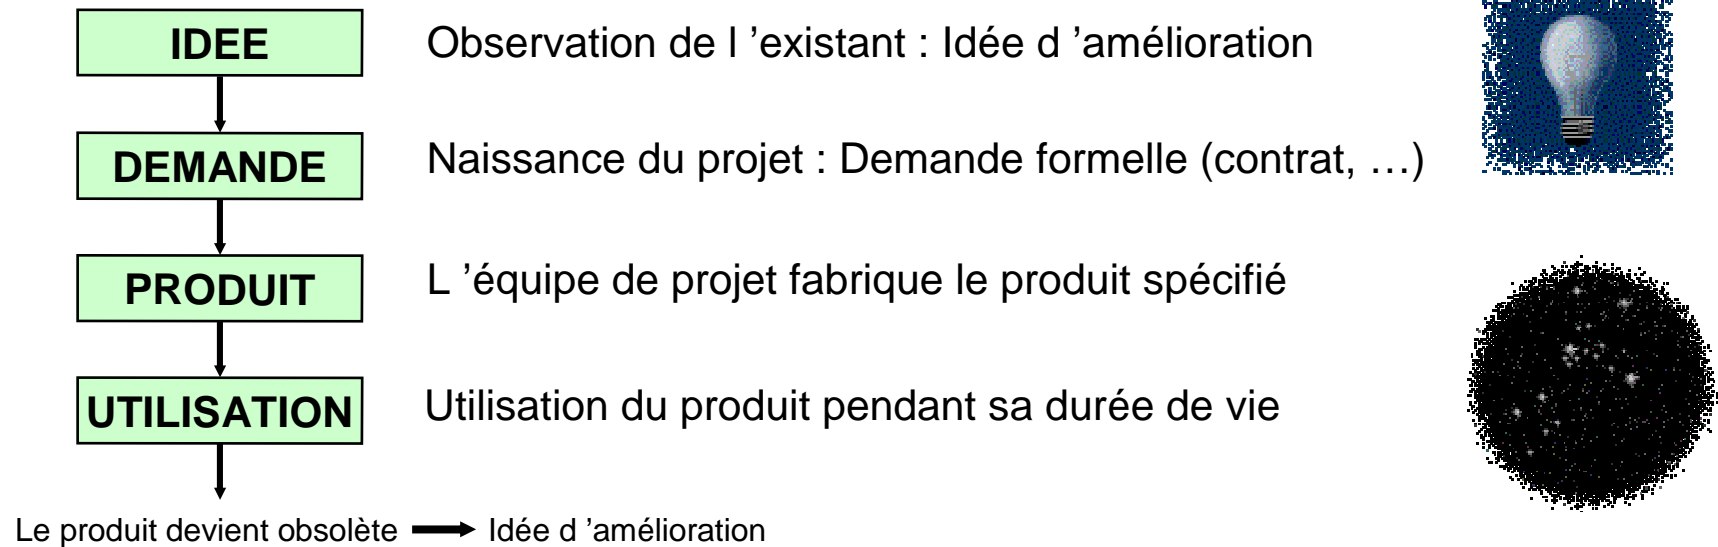 IDEE Observation de l ’existant : Idée d ’amélioration
DEMANDE Naissance du projet : Demande formelle (contrat, …)
PRODUIT L ’équipe de projet fabrique le produit spécifié
UTILISATION Utilisation du produit pendant sa durée de vie
Le produit devient obsolète Idée d ’amélioration